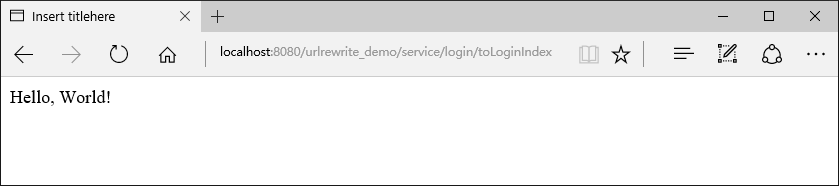 Insert titlehere
localhost:8080/urlrewrite_demo/service/login/toLoginIndex
Hello, World!